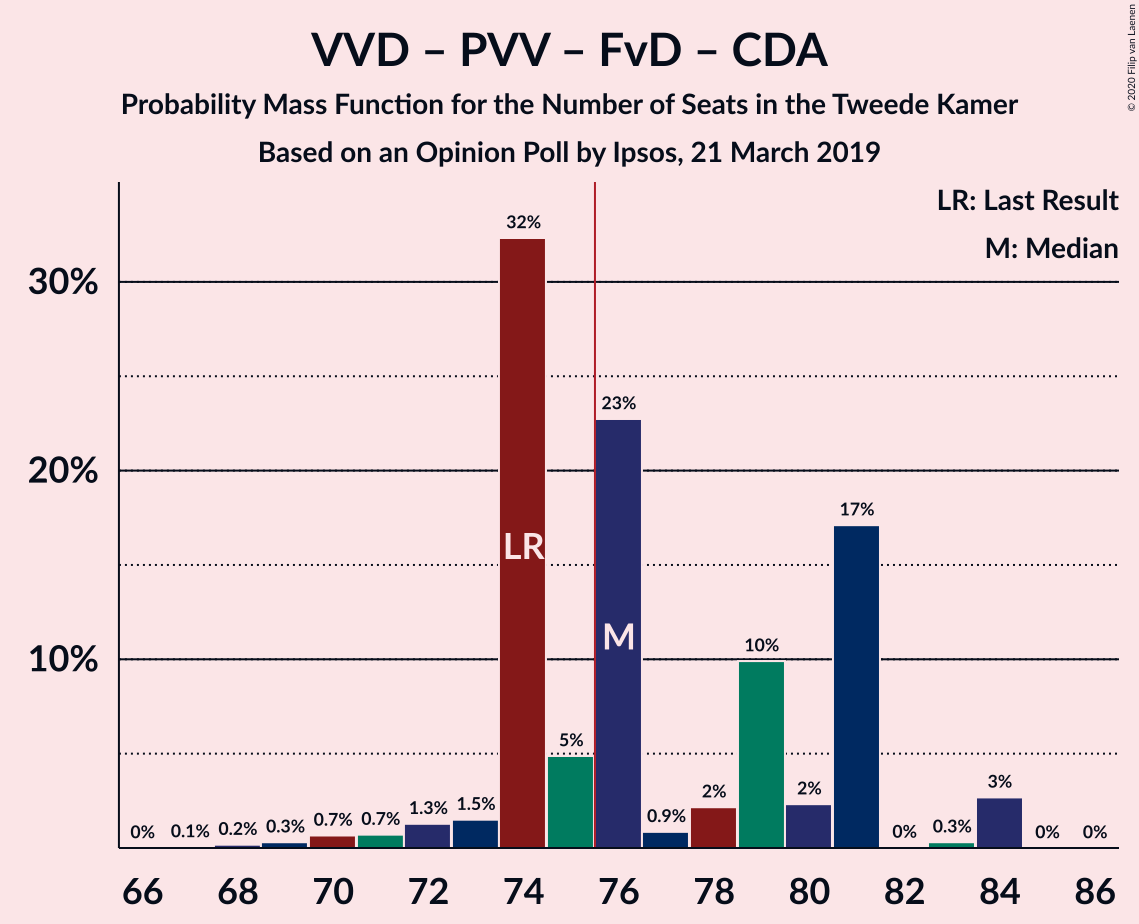 VVD – PVV – FvD – CDA
Probability Mass Function for the Number of Seats in the Tweede Kamer
Based on an Opinion Poll by Ipsos, 21 March 2019
© 2020 Filip van Laenen
LR: Last Result
M: Median
30%
20%
10%
0%
0.1%
0.2%
0.3%
0.7%
0.7%
1.3%
1.5%
32%
LR
5%
23%
M
0.9%
2%
10%
2%
17%
0%
0.3%
3%
0%
0%
66 68 70 72 74 76 78 80 82 84 86